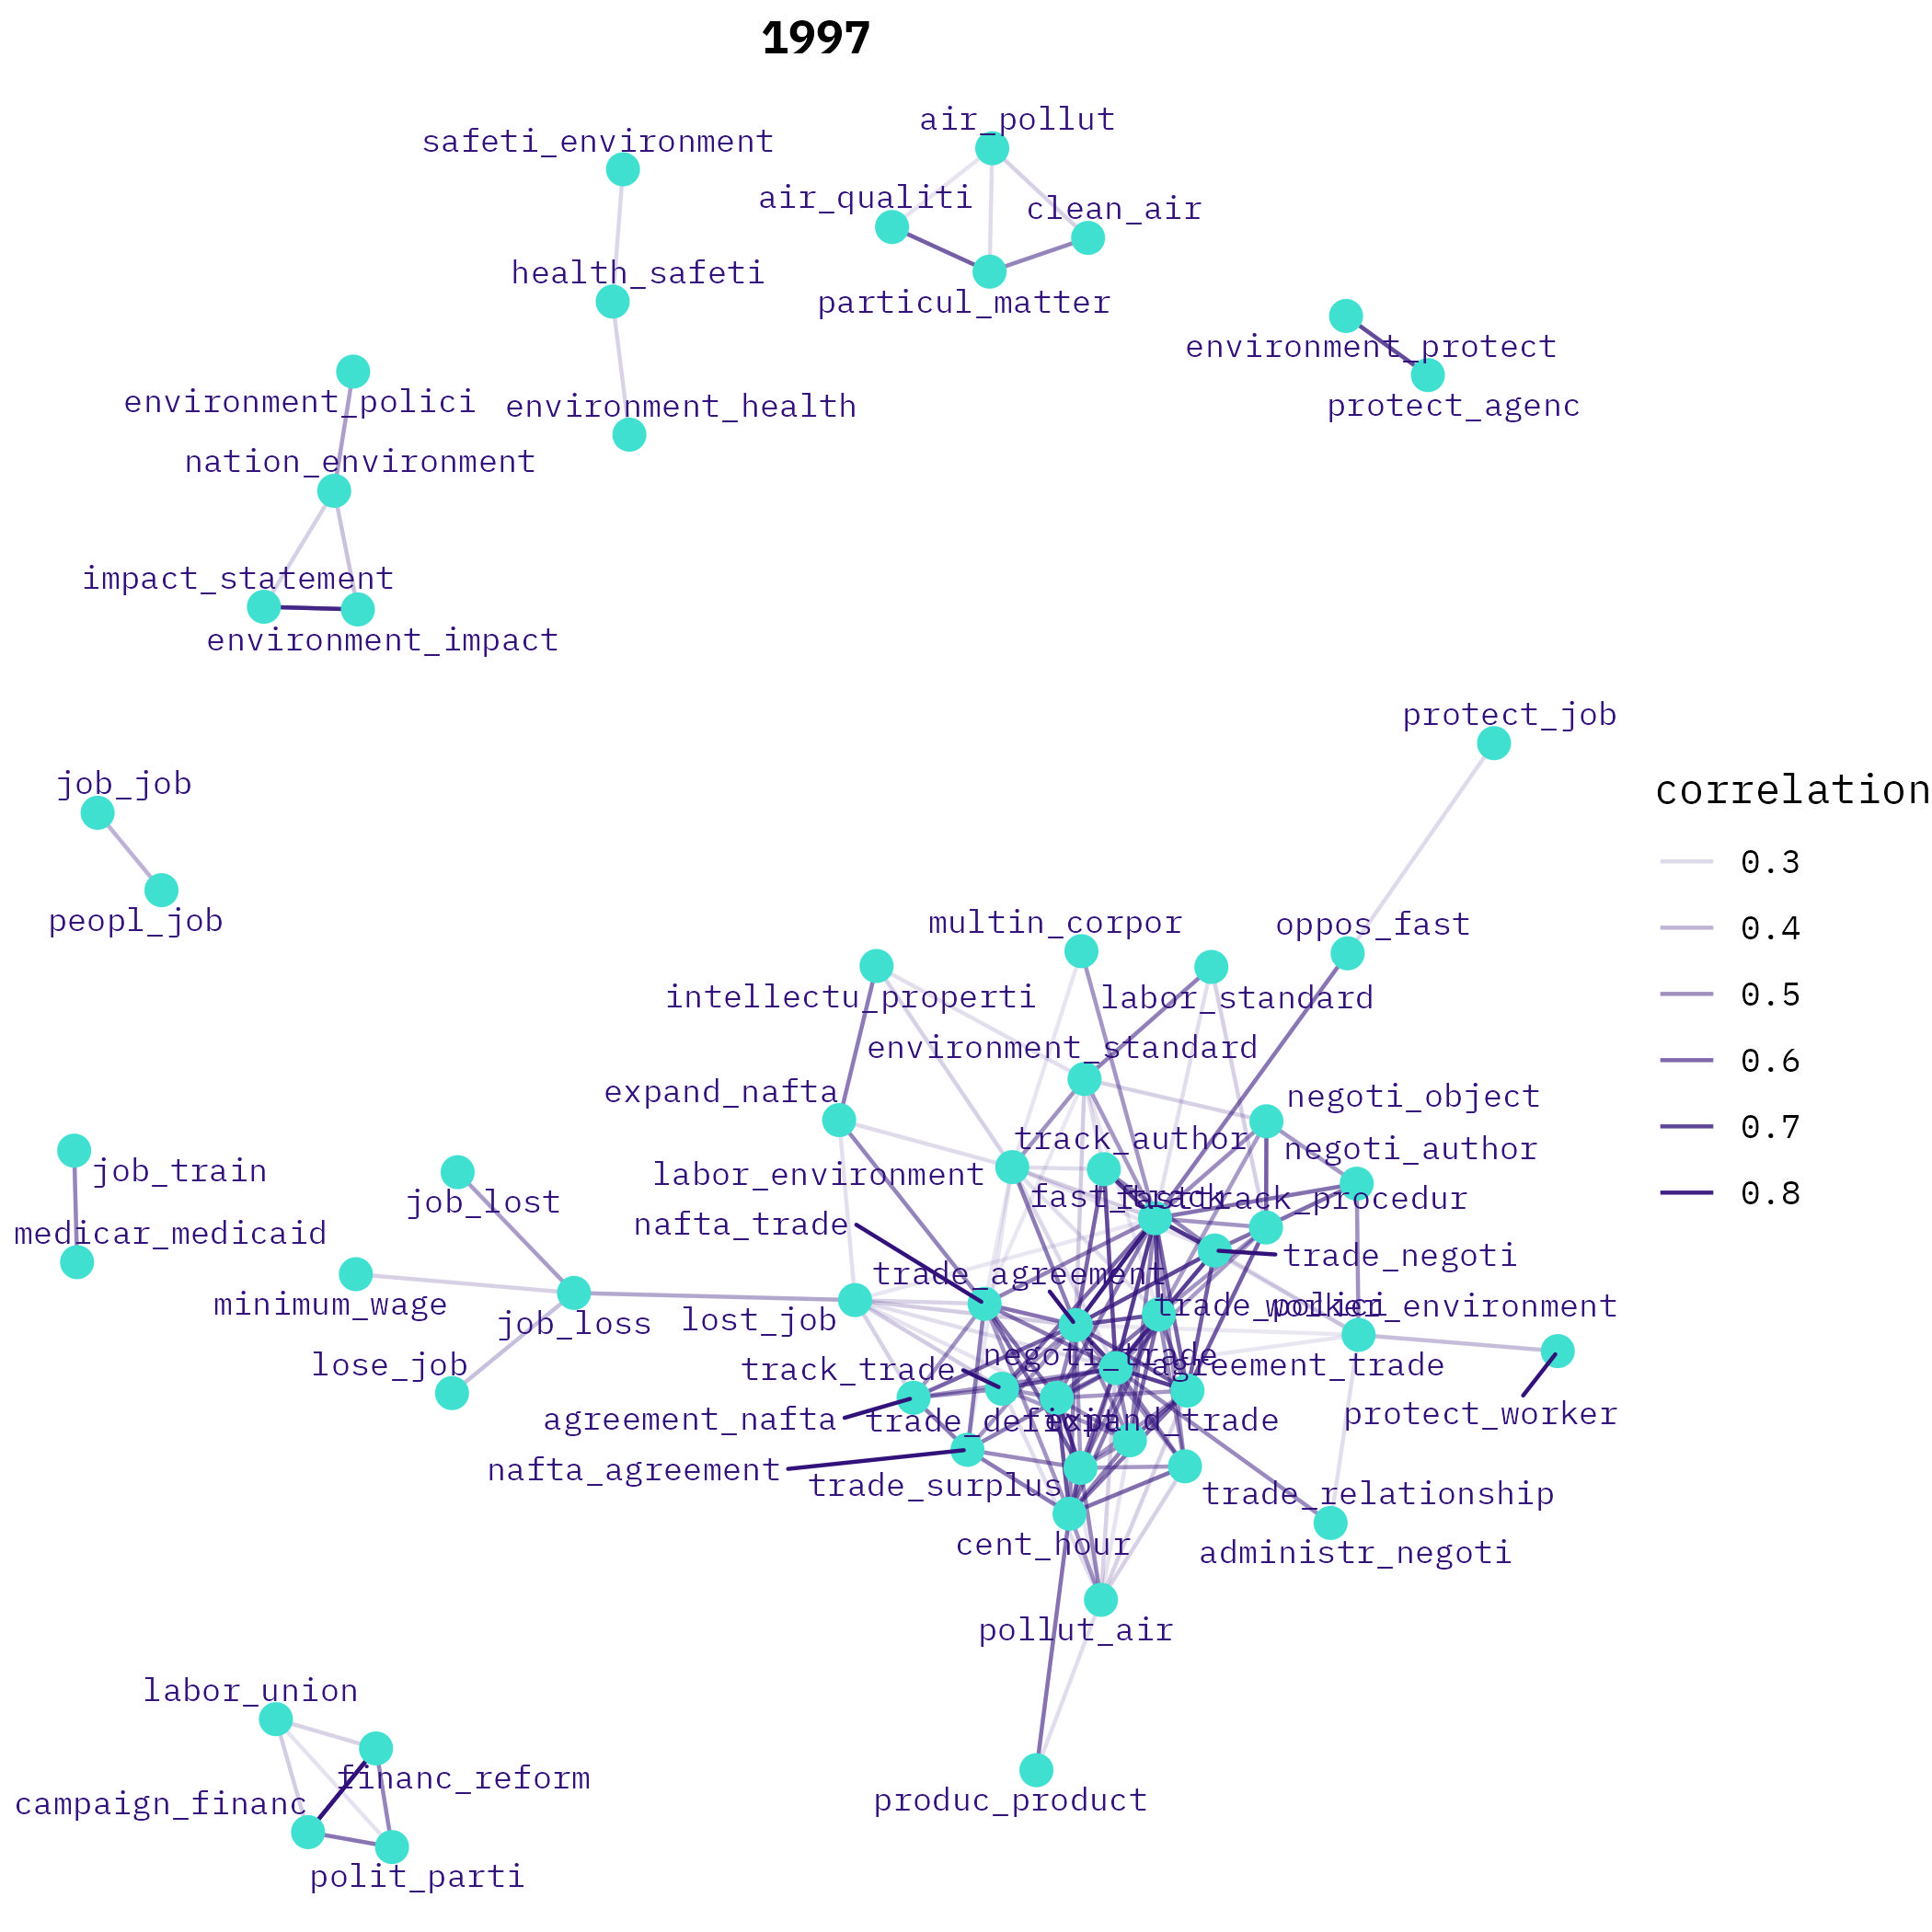 1997
air_pollut
safeti_environment
air_qualiti
clean_air
health_safeti
particul_matter
environment_protect
environment_polici
environment_health
protect_agenc
nation_environment
impact_statement
environment_impact
protect_job
job_job
peopl_job
multin_corpor
oppos_fast
intellectu_properti
labor_standard
environment_standard
expand_nafta
negoti_object
track_author
negoti_author
job_train
labor_environment
job_lost
fast_track
fasttrack_procedur
nafta_trade
medicar_medicaid
trade_negoti
trade_agreement
minimum_wage
job_loss
lost_job
trade_polici
worker_environment
lose_job
track_trade
negoti_trade
agreement_trade
agreement_nafta
trade_deficit
expand_trade
protect_worker
nafta_agreement
trade_surplus
trade_relationship
cent_hour
administr_negoti
pollut_air
labor_union
financ_reform
campaign_financ
produc_product
polit_parti
correlation
0.3
0.4
0.5
0.6
0.7
0.8